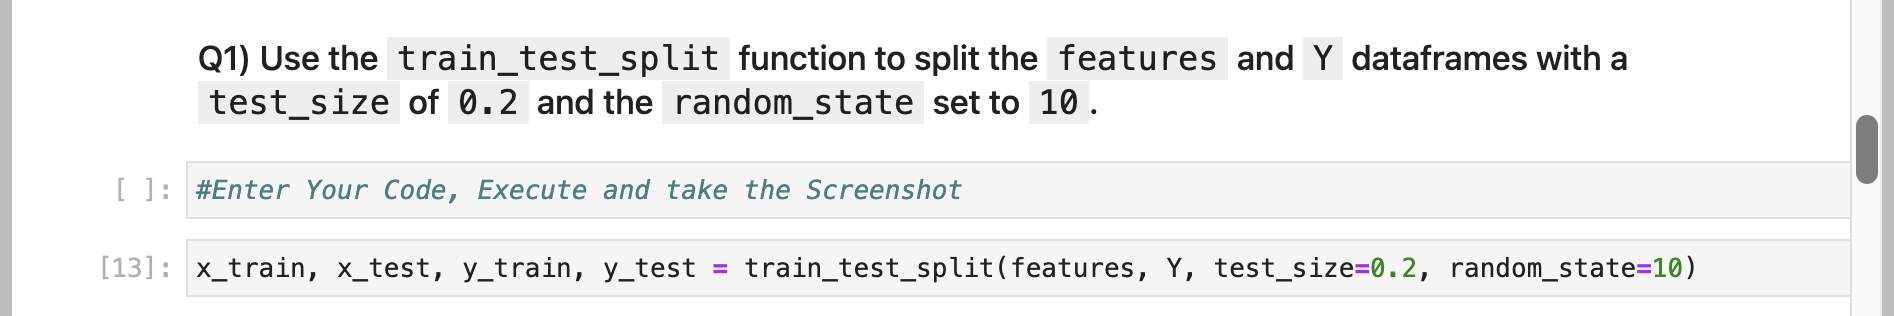 Q1) Use the train_test_split function to split the features and Y dataframes with a
test_size of 0.2 and the random_state set to 10.
[ ]: #Enter Your Code, Execute and take the Screenshot
[13]: x_train, x_test, y_train, y_test = train_test_split(features, Y, test_size=0.2, random_state=10)